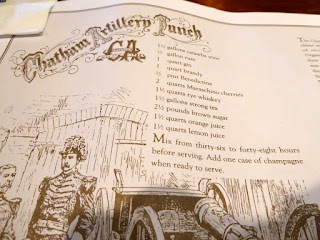 Chatham Artillery Punch
CA
1½ gallons catawba wine
½ gallon rum
1 quart gin
1 quart brandy
½ pint Benedictine
2 quarts Maraschino cherries
1½ quarts rye whiskey
1½ gallons strong tea
2½ pounds brown sugar
1½ quarts orange juice
1½ quarts lemon juice
Mix from thirty-six to forty-eight hours
before serving. Add one case of champagne
when ready to serve.